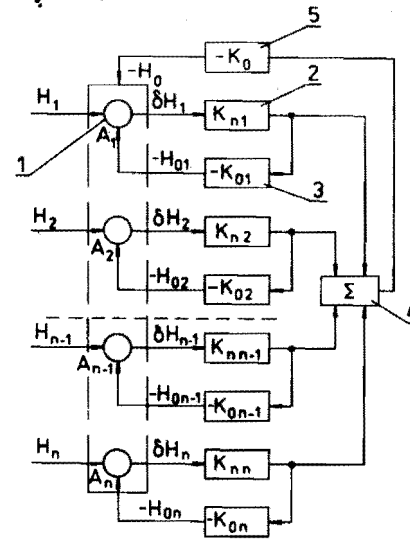 5
-K₀
-H₀
2
H₁
δH₁
Kₙ₁
A₁
1
-H₀₁
-K₀₁
3
H₂
δH₂
Kₙ₂
A₂
-H₀₂
-K₀₂
Σ
4
Hₙ₋₁
δHₙ₋₁
Kₙₙ₋₁
Aₙ₋₁
-H₀ₙ₋₁
-K₀ₙ₋₁
Hₙ
δHₙ
Kₙₙ
Aₙ
-H₀ₙ
-K₀ₙ